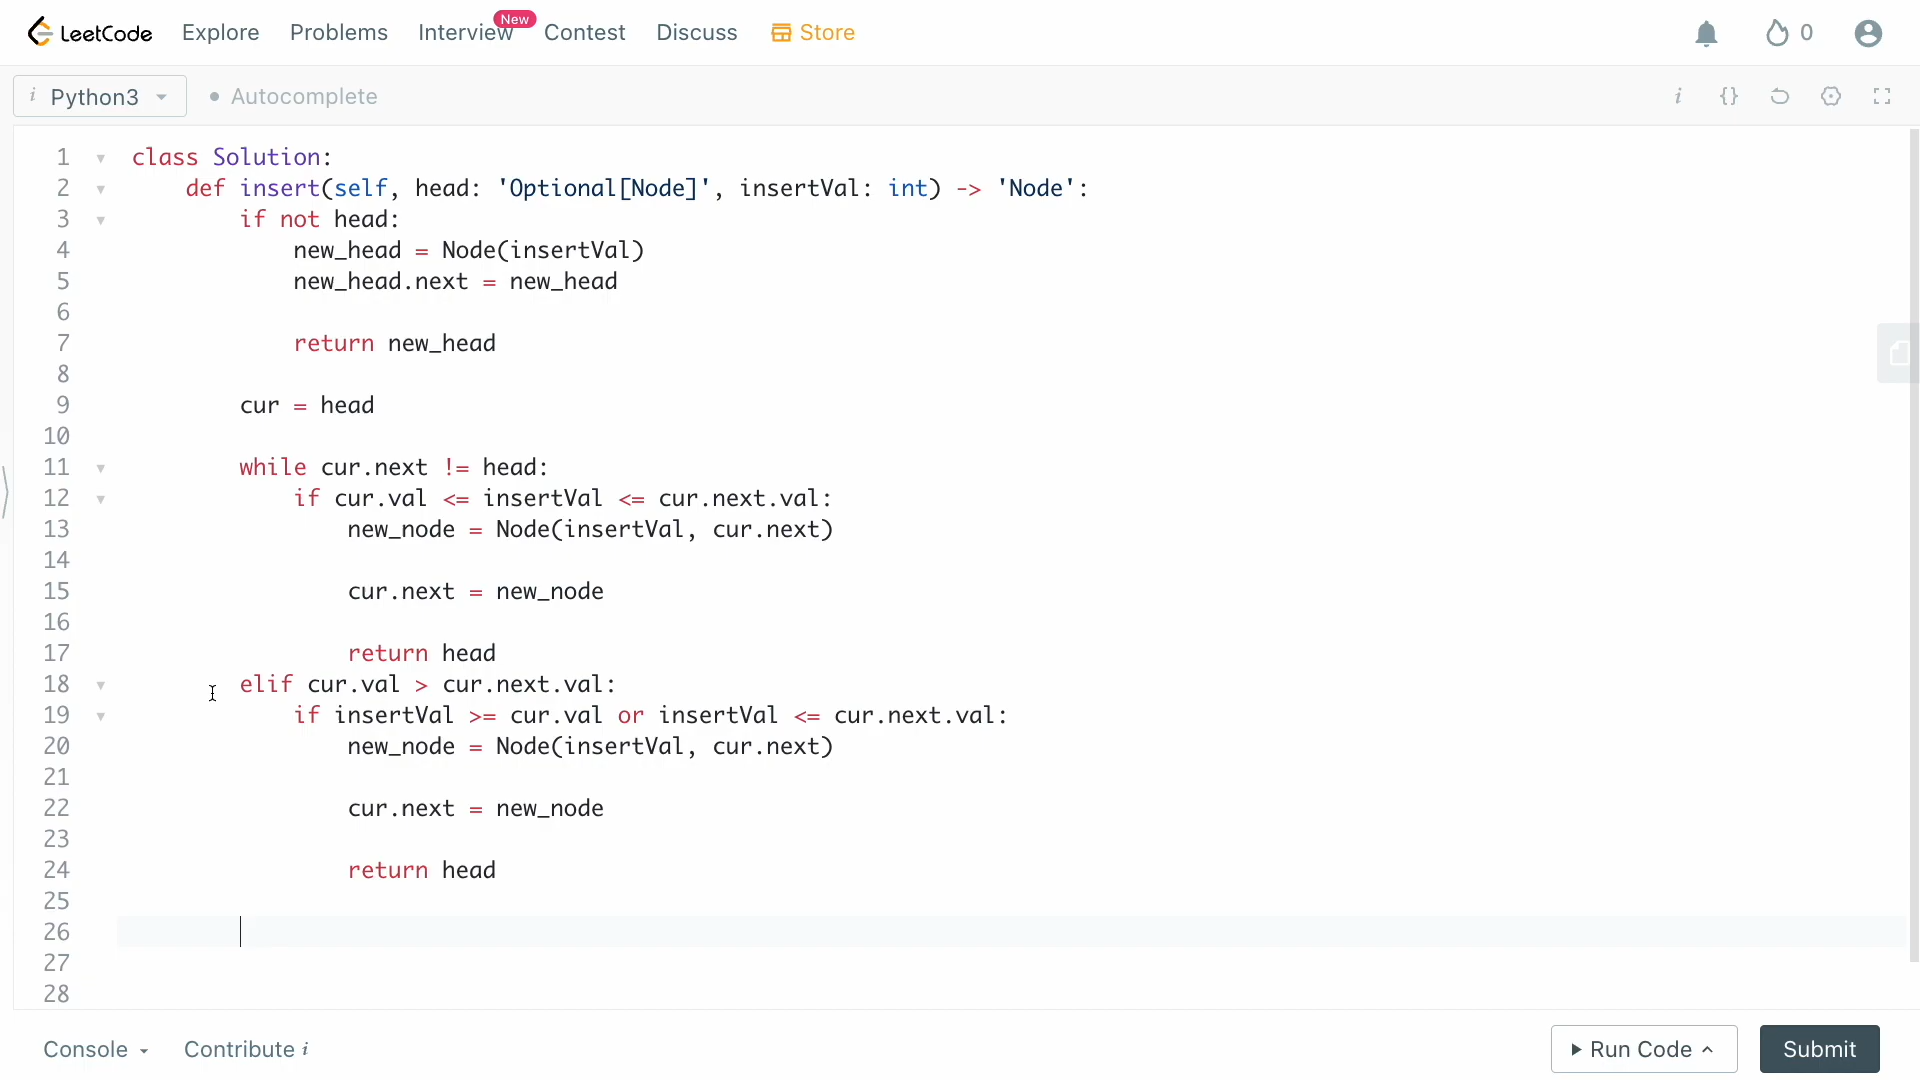 LeetCode Explore Problems Interview New Contest Discuss Store 0
i Python3 Autocomplete i {}
1 class Solution:
2 def insert(self, head: 'Optional[Node]', insertVal: int) -> 'Node':
3 if not head:
4 new_head = Node(insertVal)
5 new_head.next = new_head
6
7 return new_head
8
9 cur = head
10
11 while cur.next != head:
12 if cur.val <= insertVal <= cur.next.val:
13 new_node = Node(insertVal, cur.next)
14
15 cur.next = new_node
16
17 return head
18 elif cur.val > cur.next.val:
19 if insertVal >= cur.val or insertVal <= cur.next.val:
20 new_node = Node(insertVal, cur.next)
21
22 cur.next = new_node
23
24 return head
25
26
27
28
Console Contribute i Run Code Submit